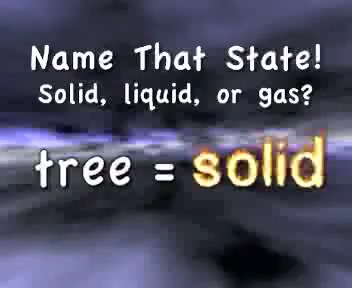 Name That State!
Solid, liquid, or gas?
tree = solid